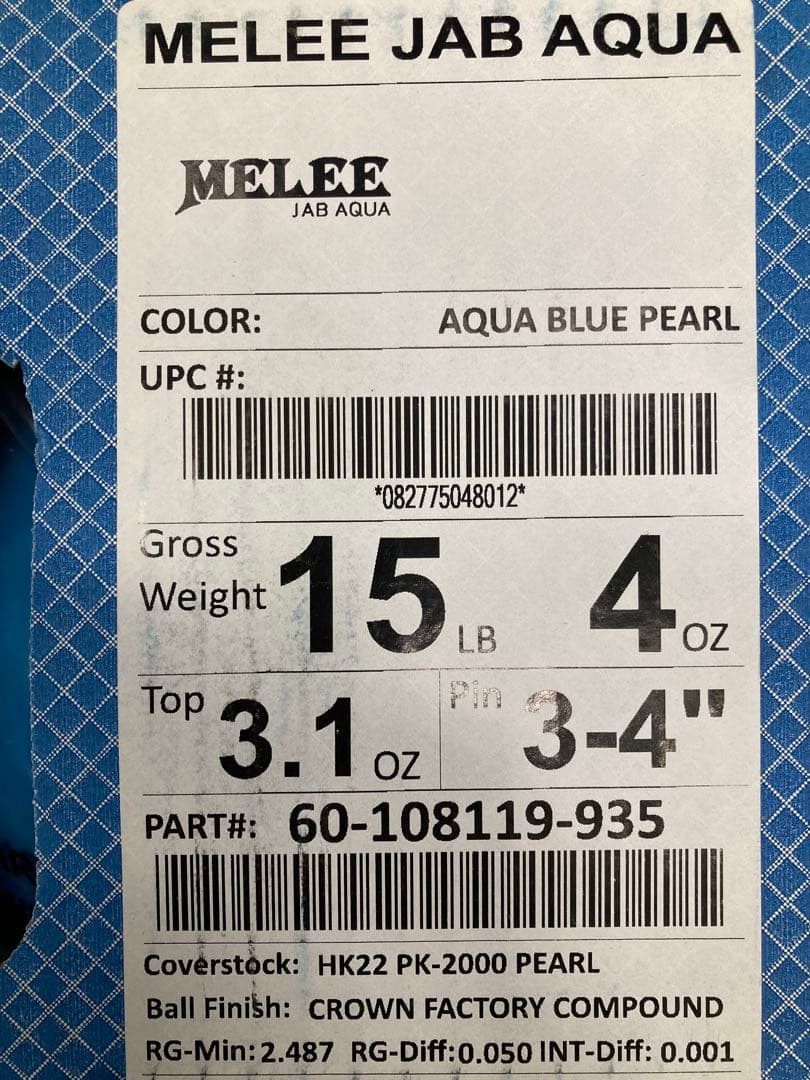 MELEE JAB AQUA
MELEE
JAB AQUA
COLOR: AQUA BLUE PEARL
UPC #:
*082775048012*
Gross Weight 15 LB 4 OZ
Top 3.1 OZ Pin 3-4"
PART#: 60-108119-935
Coverstock: HK22 PK-2000 PEARL
Ball Finish: CROWN FACTORY COMPOUND
RG-Min: 2.487 RG-Diff: 0.050 INT-Diff: 0.001